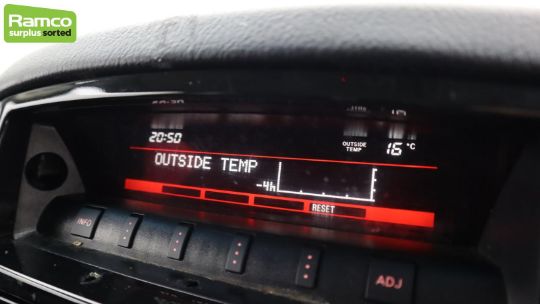 Ramco
surplus sorted
20:50
OUTSIDE TEMP 16 °C
OUTSIDE TEMP
-4h
RESET
INFO
ADJ